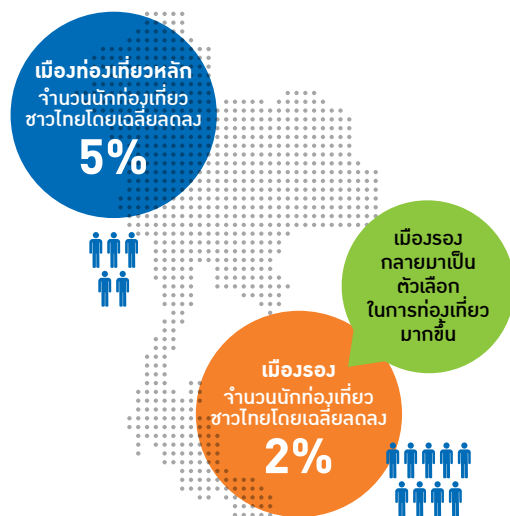 เมืองท่องเที่ยวหลัก
จำนวนนักท่องเที่ยว
ชาวไทยโดยเฉลี่ยลดลง
5%
เมืองรอง
กลายมาเป็น
ตัวเลือก
ในการท่องเที่ยว
มากขึ้น
เมืองรอง
จำนวนนักท่องเที่ยว
ชาวไทยโดยเฉลี่ยลดลง
2%